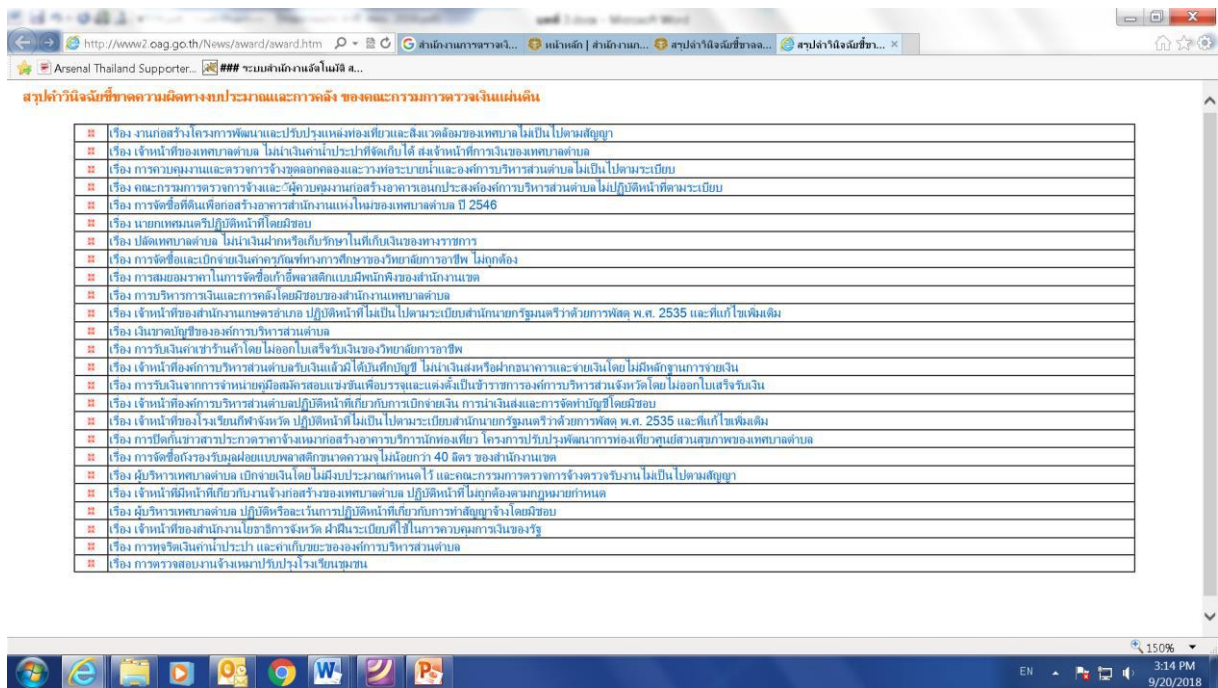 บทที่ 3.docx - Microsoft Word
http://www2.oag.go.th/News/award/award.htm
สำนักงานการตรวจเ...
หน้าหลัก | สำนักงานก...
สรุปคำวินิจฉัยชี้ขาดค...
สรุปคำวินิจฉัยชี้ขา...
Arsenal Thailand Supporter...
### ระบบสำนักงานอัตโนมัติ ส...
สรุปคำวินิจฉัยชี้ขาดความผิดทางงบประมาณและการคลัง ของคณะกรรมการตรวจเงินแผ่นดิน
เรื่อง งานก่อสร้างโครงการพัฒนาและปรับปรุงแหล่งท่องเที่ยวและสิ่งแวดล้อมของเทศบาลไม่เป็นไปตามสัญญา
เรื่อง เจ้าหน้าที่ของเทศบาลตำบล ไม่นำเงินค่าน้ำประปาที่จัดเก็บได้ ส่งเจ้าหน้าที่การเงินของเทศบาลตำบล
เรื่อง การควบคุมงานและตรวจการจ้างขุดลอกคลองและวางท่อระบายน้ำและองค์การบริหารส่วนตำบลไม่เป็นไปตามระเบียบ
เรื่อง คณะกรรมการตรวจการจ้างและัผู้ควบคุมงานก่อสร้างอาคารเอนกประสงค์องค์การบริหารส่วนตำบลไม่ปฏิบัติหน้าที่ตามระเบียบ
เรื่อง การจัดซื้อที่ดินเพื่อก่อสร้างอาคารสำนักงานแห่งใหม่ของเทศบาลตำบล ปี 2546
เรื่อง นายกเทศมนตรีปฏิบัติหน้าที่โดยมิชอบ
เรื่อง ปลัดเทศบาลตำบล ไม่นำเงินฝากหรือเก็บรักษาในที่เก็บเงินของทางราชการ
เรื่อง การจัดซื้อและเบิกจ่ายเงินค่าครุภัณฑ์ทางการศึกษาของวิทยาลัยการอาชีพ ไม่ถูกต้อง
เรื่อง การสมยอมราคาในการจัดซื้อเก้าอี้พลาสติกแบบมีพนักพิงของสำนักงานเขต
เรื่อง การบริหารการเงินและการคลังโดยมิชอบของสำนักงานเทศบาลตำบล
เรื่อง เจ้าหน้าที่ของสำนักงานเกษตรอำเภอ ปฏิบัติหน้าที่ไม่เป็นไปตามระเบียบสำนักนายกรัฐมนตรีว่าด้วยการพัสดุ พ.ศ. 2535 และที่แก้ไขเพิ่มเติม
เรื่อง เงินขาดบัญชีขององค์การบริหารส่วนตำบล
เรื่อง การรับเงินค่าเช่าร้านค้าโดยไม่ออกใบเสร็จรับเงินของวิทยาลัยการอาชีพ
เรื่อง เจ้าหน้าที่องค์การบริหารส่วนตำบลรับเงินแล้วมิได้บันทึกบัญชี ไม่นำเงินส่งหรือฝากธนาคารและจ่ายเงินโดยไม่มีหลักฐานการจ่ายเงิน
เรื่อง การรับเงินจากการจำหน่ายคู่มือสมัครสอบแข่งขันเพื่อบรรจุและแต่งตั้งเป็นข้าราชการองค์การบริหารส่วนจังหวัดโดยไม่ออกใบเสร็จรับเงิน
เรื่อง เจ้าหน้าที่องค์การบริหารส่วนตำบลปฏิบัติหน้าที่เกี่ยวกับการเบิกจ่ายเงิน การนำเงินส่งและการจัดทำบัญชีโดยมิชอบ
เรื่อง เจ้าหน้าที่ของโรงเรียนกีฬาจังหวัด ปฏิบัติหน้าที่ไม่เป็นไปตามระเบียบสำนักนายกรัฐมนตรีว่าด้วยการพัสดุ พ.ศ. 2535 และที่แก้ไขเพิ่มเติม
เรื่อง การปิดกั้นข่าวสารประกวดราคาจ้างเหมาก่อสร้างอาคารบริการนักท่องเที่ยว โครงการปรับปรุงพัฒนาการท่องเที่ยวศูนย์สวนสุขภาพของเทศบาลตำบล
เรื่อง การจัดซื้อถังรองรับมูลฝอยแบบพลาสติกขนาดความจุไม่น้อยกว่า 40 ลิตร ของสำนักงานเขต
เรื่อง ผู้บริหารเทศบาลตำบล เบิกจ่ายเงินโดยไม่มีงบประมาณกำหนดไว้ และคณะกรรมการตรวจการจ้างตรวจรับงานไม่เป็นไปตามสัญญา
เรื่อง เจ้าหน้าที่มีหน้าที่เกี่ยวกับงานจ้างก่อสร้างของเทศบาลตำบล ปฏิบัติหน้าที่ไม่ถูกต้องตามกฎหมายกำหนด
เรื่อง ผู้บริหารเทศบาลตำบล ปฏิบัติหรือละเว้นการปฏิบัติหน้าที่เกี่ยวกับการทำสัญญาจ้างโดยมิชอบ
เรื่อง เจ้าหน้าที่ของสำนักงานโยธาธิการจังหวัด ฝ่าฝืนระเบียบที่ใช้ในการควบคุมการเงินของรัฐ
เรื่อง การทุจริตเงินค่าน้ำประปา และค่าเก็บขยะขององค์การบริหารส่วนตำบล
เรื่อง การตรวจสอบงานจ้างเหมาปรับปรุงโรงเรียนชุมชน
150%
EN
3:14 PM
9/20/2018